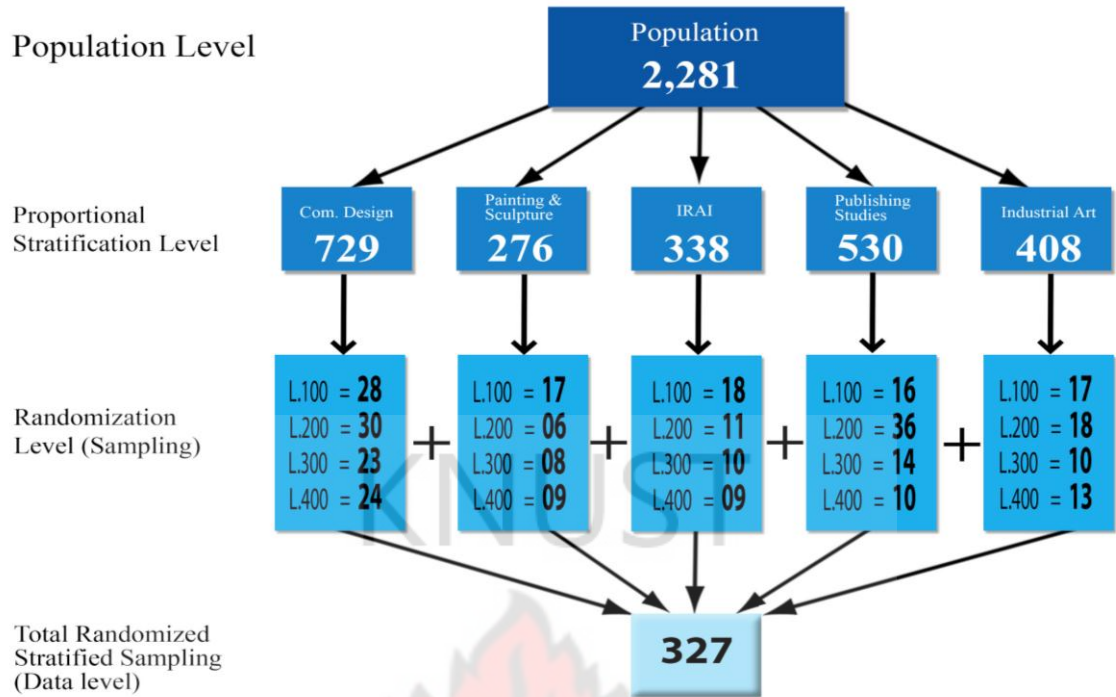 Population Level
Population
2,281
Proportional
Stratification Level
Com. Design
729
Painting &
Sculpture
276
IRAI
338
Publishing
Studies
530
Industrial Art
408
Randomization
Level (Sampling)
L.100 = 28
L.200 = 30
L.300 = 23
L.400 = 24
+
L.100 = 17
L.200 = 06
L.300 = 08
L.400 = 09
+
L.100 = 18
L.200 = 11
L.300 = 10
L.400 = 09
+
L.100 = 16
L.200 = 36
L.300 = 14
L.400 = 10
+
L.100 = 17
L.200 = 18
L.300 = 10
L.400 = 13
KNUST
Total Randomized
Stratified Sampling
(Data level)
327